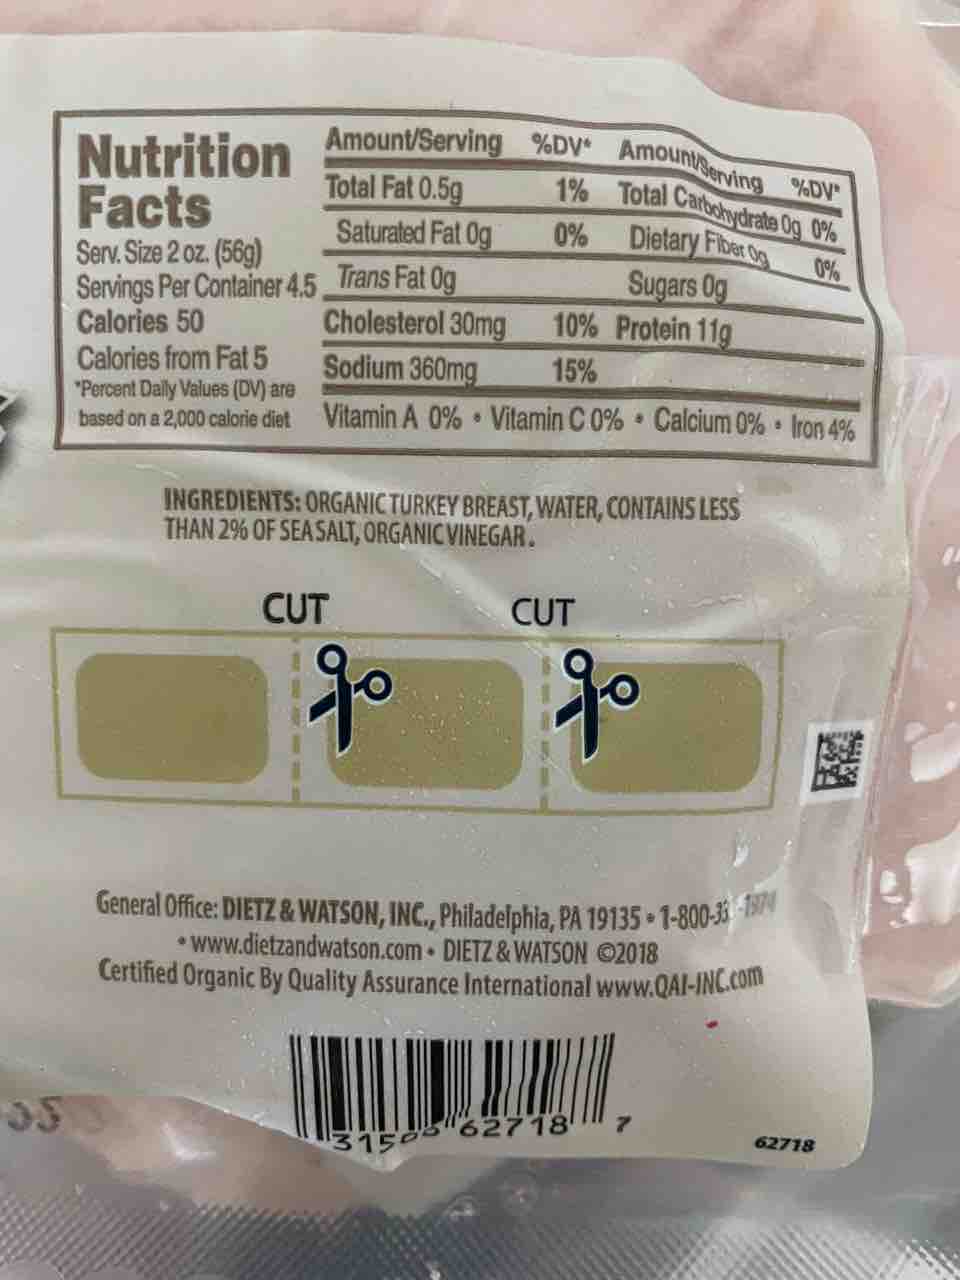 Nutrition Facts
Serv. Size 2 oz. (56g)
Servings Per Container 4.5
Calories 50
Calories from Fat 5
*Percent Daily Values (DV) are
based on a 2,000 calorie diet
Amount/Serving %DV* Amount/Serving %DV*
Total Fat 0.5g 1% Total Carbohydrate 0g 0%
Saturated Fat 0g 0% Dietary Fiber 0g 0%
Trans Fat 0g Sugars 0g
Cholesterol 30mg 10% Protein 11g
Sodium 360mg 15%
Vitamin A 0% • Vitamin C 0% • Calcium 0% • Iron 4%
INGREDIENTS: ORGANIC TURKEY BREAST, WATER, CONTAINS LESS
THAN 2% OF SEA SALT, ORGANIC VINEGAR.
CUT CUT
General Office: DIETZ & WATSON, INC., Philadelphia, PA 19135 •
• www.dietzandwatson.com • DIETZ & WATSON ©2018
Certified Organic By Quality Assurance International www.QAI-INC.com
62718 7
62718